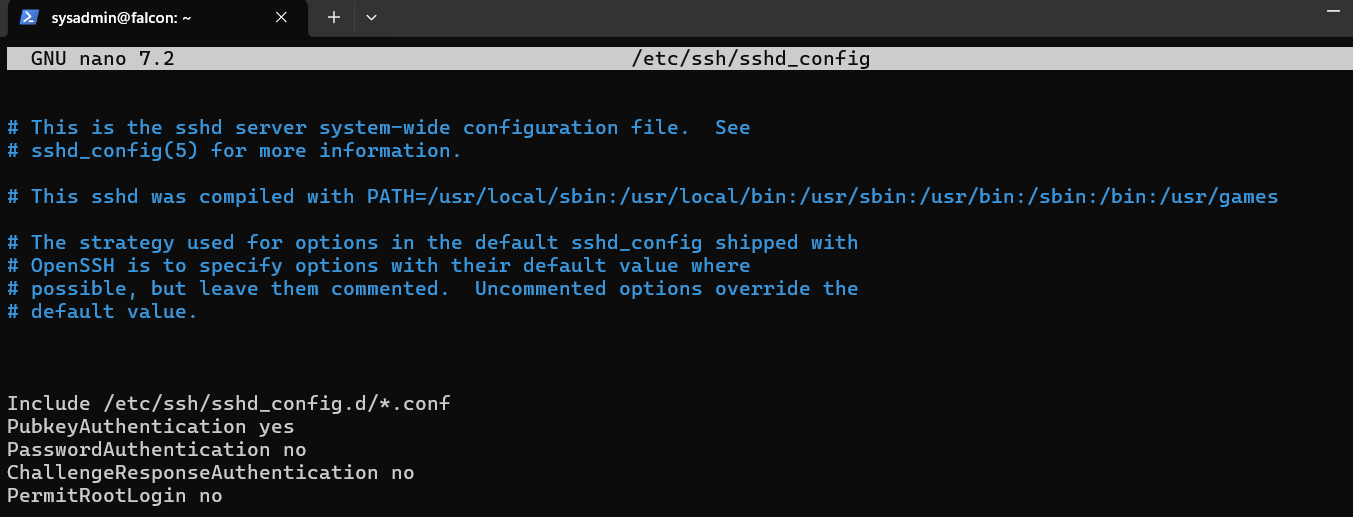 sysadmin@falcon: ~
GNU nano 7.2 /etc/ssh/sshd_config
# This is the sshd server system-wide configuration file.  See
# sshd_config(5) for more information.
# This sshd was compiled with PATH=/usr/local/sbin:/usr/local/bin:/usr/sbin:/usr/bin:/sbin:/bin:/usr/games
# The strategy used for options in the default sshd_config shipped with
# OpenSSH is to specify options with their default value where
# possible, but leave them commented.  Uncommented options override the
# default value.
Include /etc/ssh/sshd_config.d/*.conf
PubkeyAuthentication yes
PasswordAuthentication no
ChallengeResponseAuthentication no
PermitRootLogin no